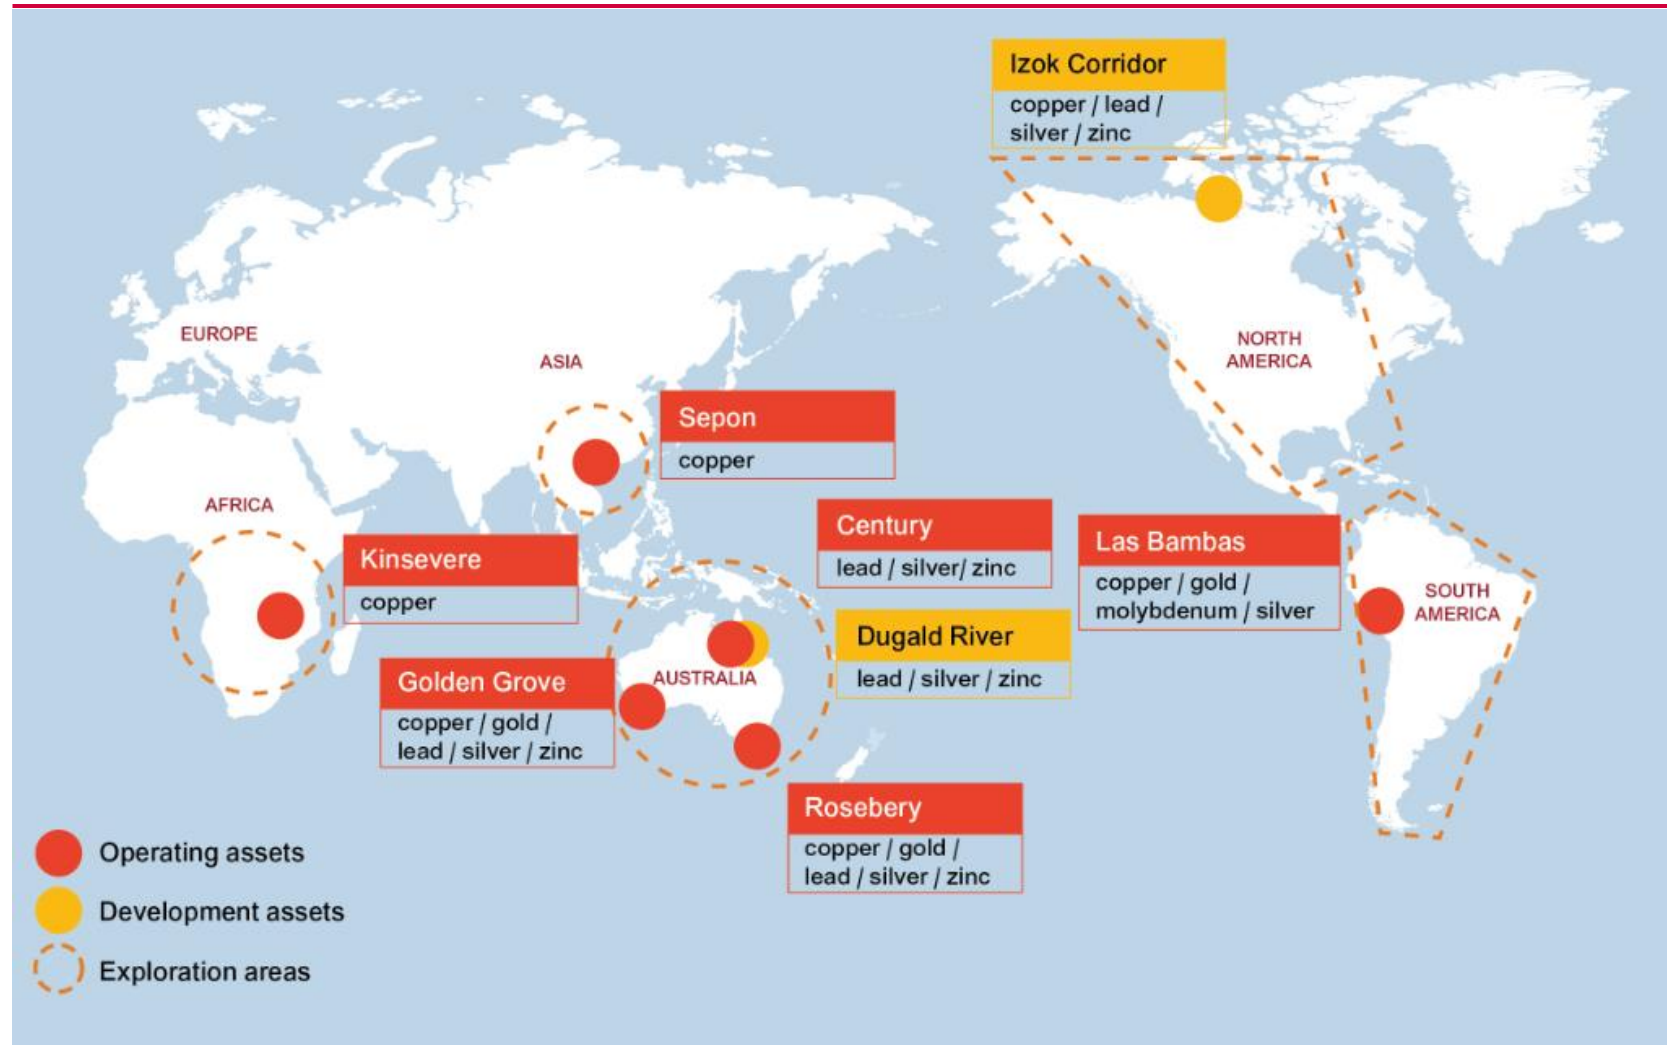 Izok Corridor
copper / lead /
silver / zinc
EUROPE
ASIA
NORTH
AMERICA
Sepon
copper
AFRICA
Century
lead / silver/ zinc
Las Bambas
copper / gold /
molybdenum / silver
Kinsevere
copper
SOUTH
AMERICA
Dugald River
lead / silver / zinc
Golden Grove
copper / gold /
lead / silver / zinc
AUSTRALIA
Rosebery
copper / gold /
lead / silver / zinc
Operating assets
Development assets
Exploration areas